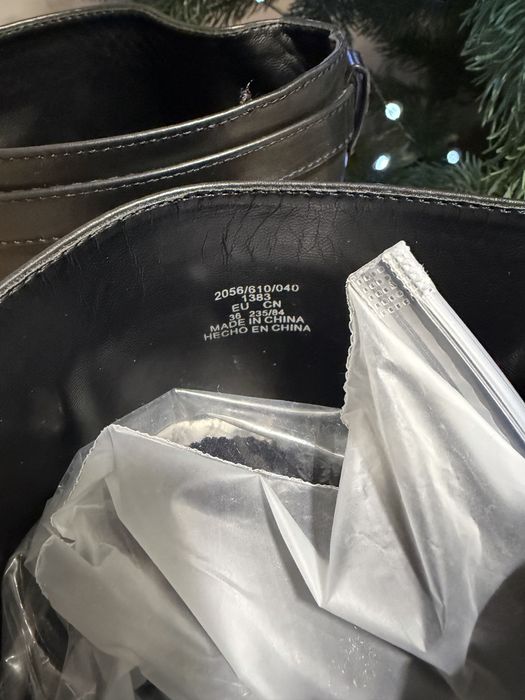 2056/610/040
1383
EU CN
36 235/84
MADE IN CHINA
HECHO EN CHINA